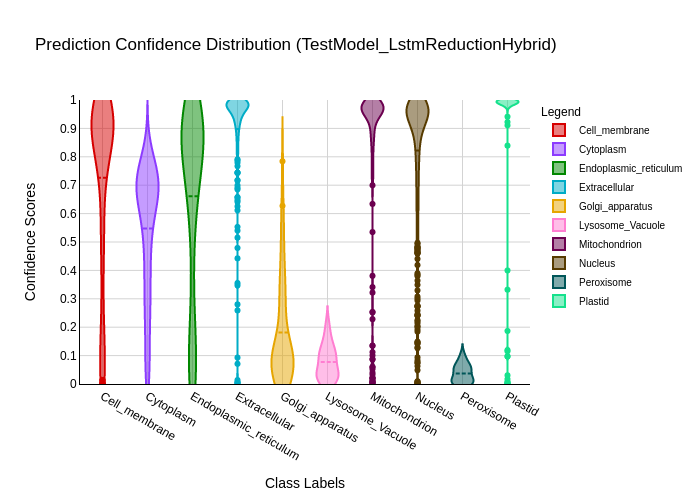 Prediction Confidence Distribution (TestModel_LstmReductionHybrid)
Legend
Cell_membrane
Cytoplasm
Endoplasmic_reticulum
Extracellular
Golgi_apparatus
Lysosome_Vacuole
Mitochondrion
Nucleus
Peroxisome
Plastid
Confidence Scores
1
0.9
0.8
0.7
0.6
0.5
0.4
0.3
0.2
0.1
0
Cell_membrane
Cytoplasm
Endoplasmic_reticulum
Extracellular
Golgi_apparatus
Lysosome_Vacuole
Mitochondrion
Nucleus
Peroxisome
Plastid
Class Labels